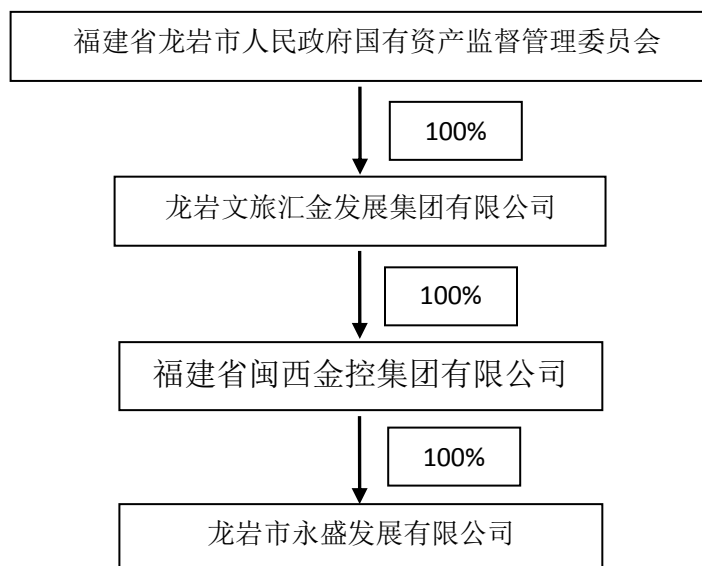 福建省龙岩市人民政府国有资产监督管理委员会
100%
龙岩文旅汇金发展集团有限公司
100%
福建省闽西金控集团有限公司
100%
龙岩市永盛发展有限公司